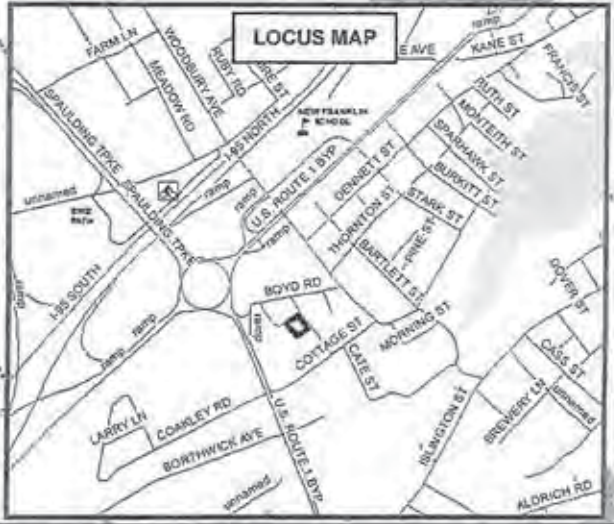 LOCUS MAP
FARM LN
WOODBURY AVE
MEADOW RD
RUBY RD
IRE ST
E AVE
ramp
KANE ST
FRANCIS ST
SPAULDING TPKE
I-95 NORTH
NEW FRANKLIN
SCHOOL
RUTH ST
MONTEITH ST
SPARHAWK ST
BURKITT ST
unnamed
SPAULDING TPKE
ramp
ramp
U.S. ROUTE 1 BYP
ramp
DENNETT ST
THORNTON ST
STARK ST
PINE ST
BARTLETT ST
I-95 SOUTH
ramp
ramp
ramp
ramp
BOYD RD
COTTAGE ST
MORNING ST
CATE ST
DOVER ST
CASS ST
unnamed
BREWERY LN
ISLINGTON ST
LARRY LN
COAKLEY RD
BORTHWICK AVE
U.S. ROUTE 1 BYP
unnamed
ALDRICH RD